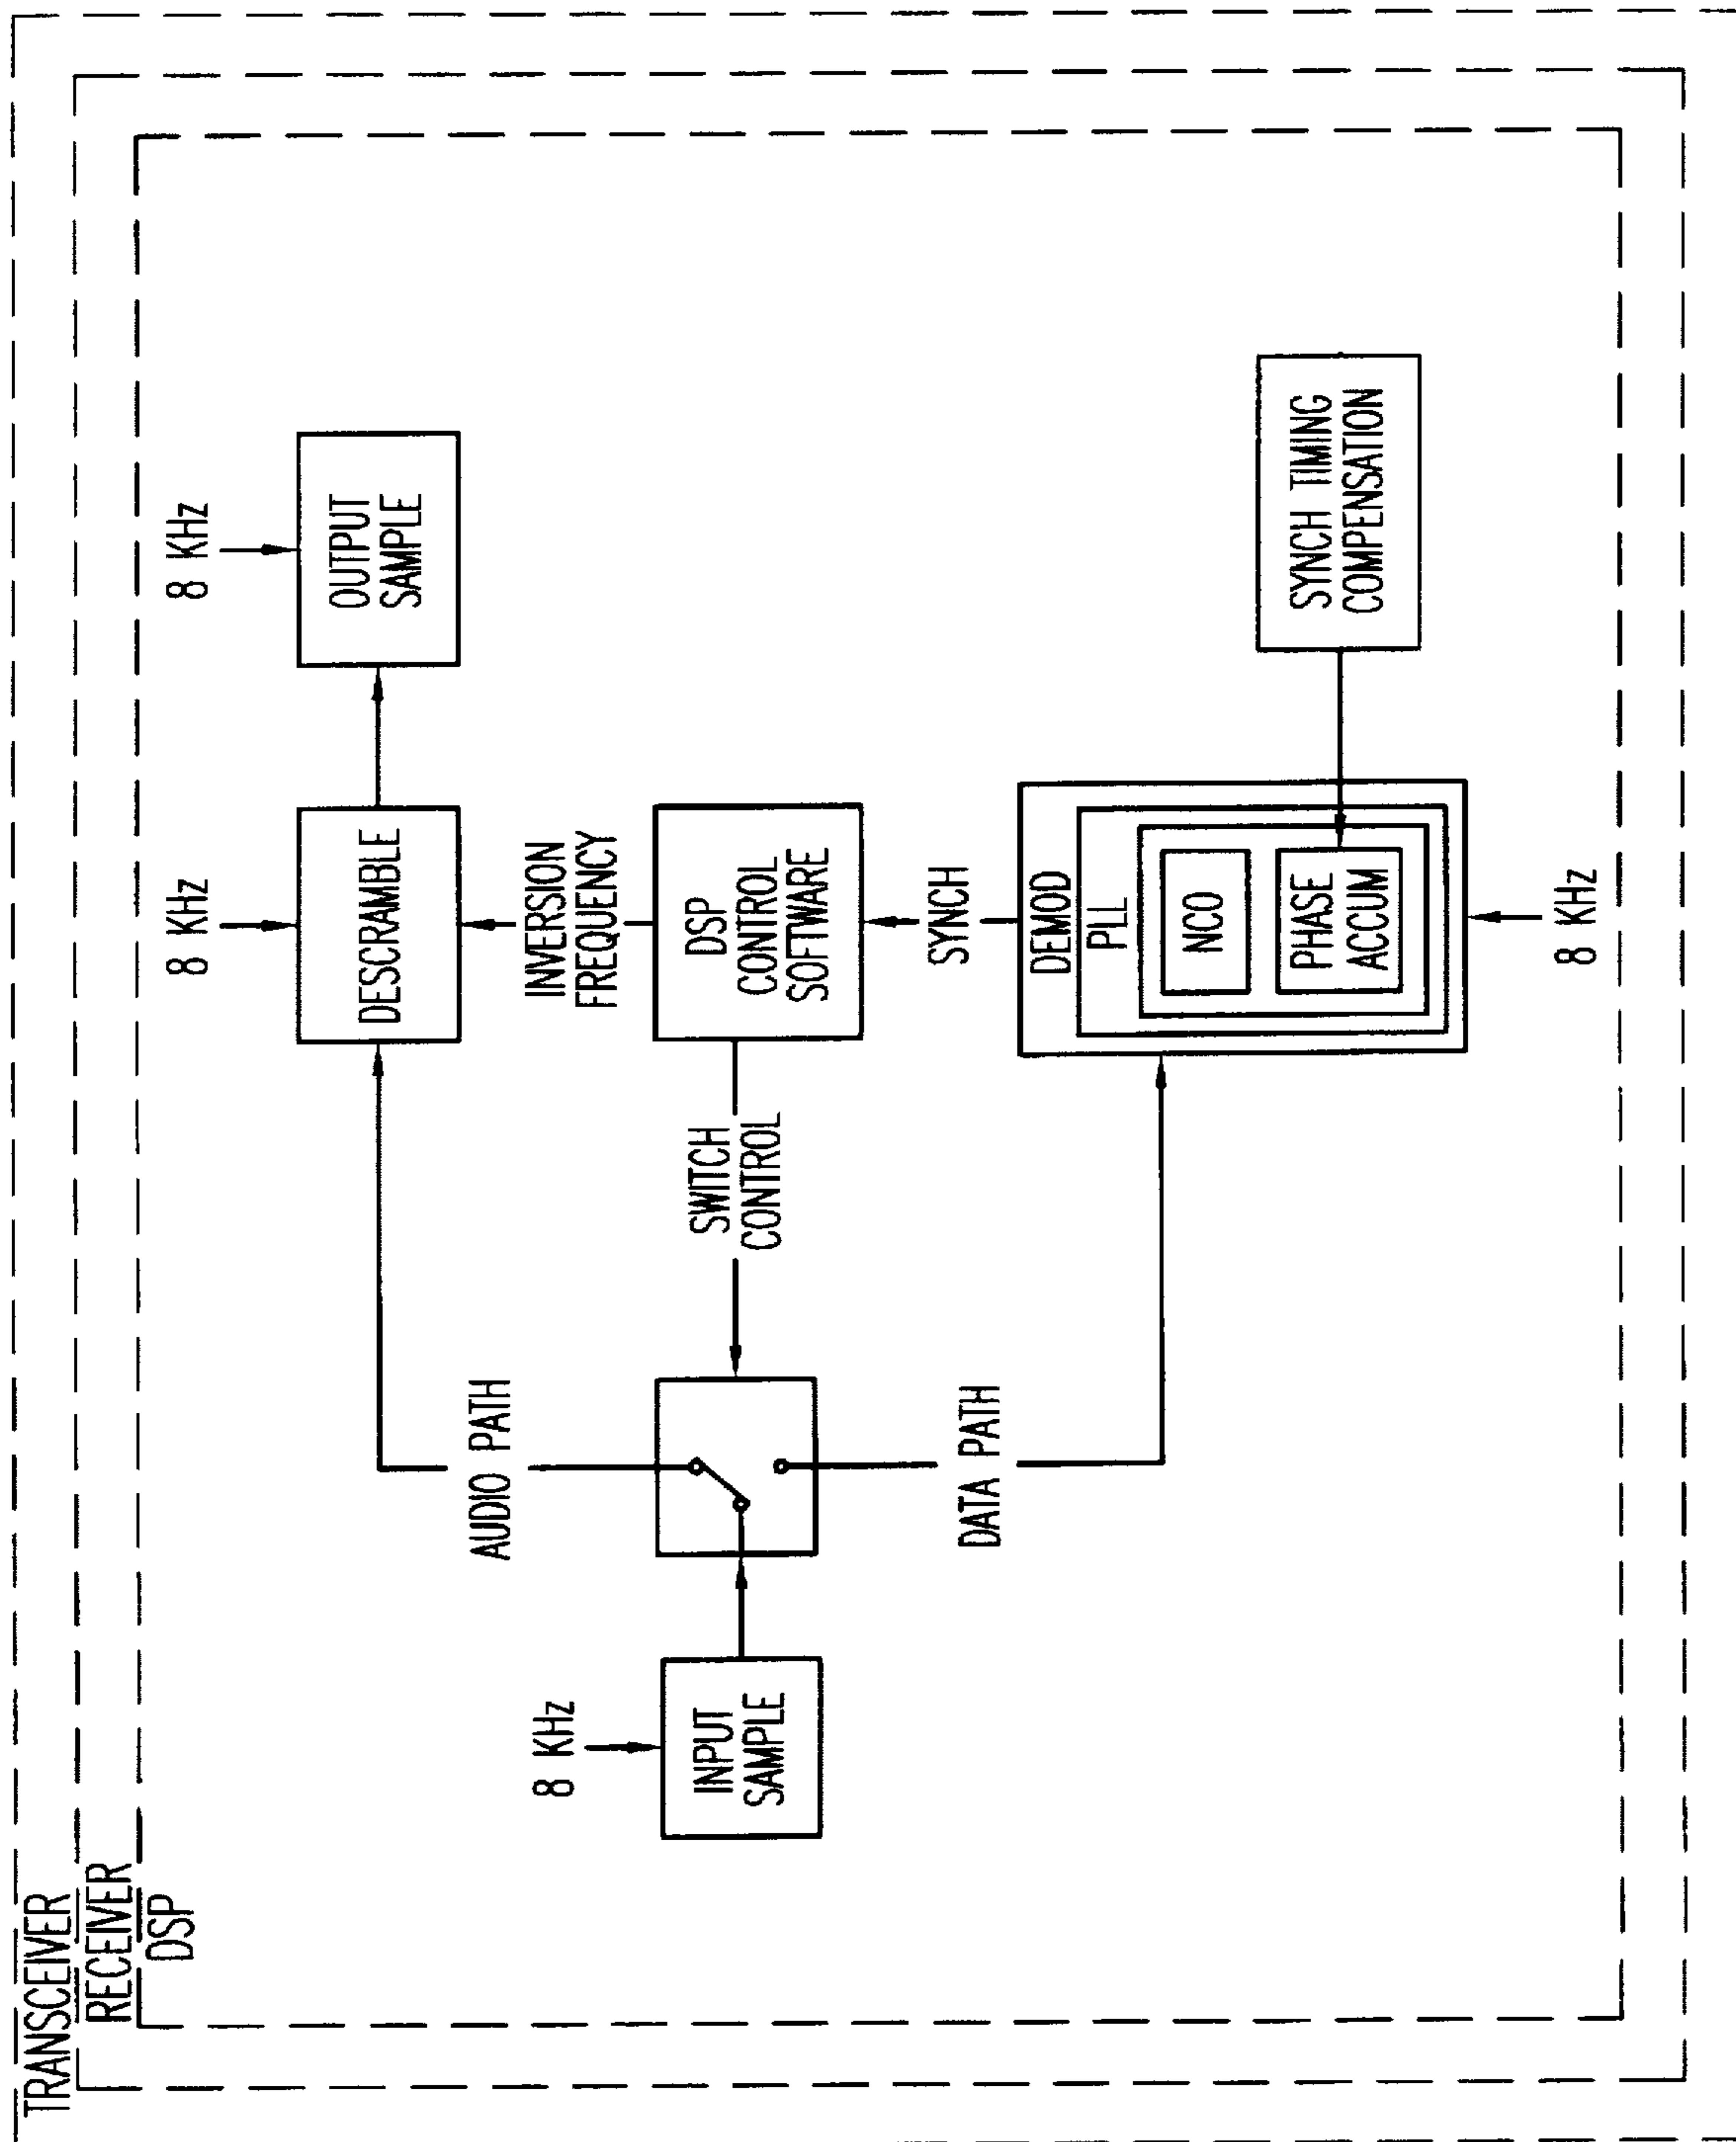 TRANSCEIVER
RECEIVER
DSP
8 KHz
8 KHz
DESCRAMBLE
OUTPUT
SAMPLE
AUDIO PATH
INVERSION
FREQUENCY
8 KHz
INPUT
SAMPLE
SWITCH
CONTROL
DSP
CONTROL
SOFTWARE
DATA PATH
SYNCH
DEMOD
PLL
NCO
PHASE
ACCUM
SYNCH TIMING
COMPENSATION
8 KHz